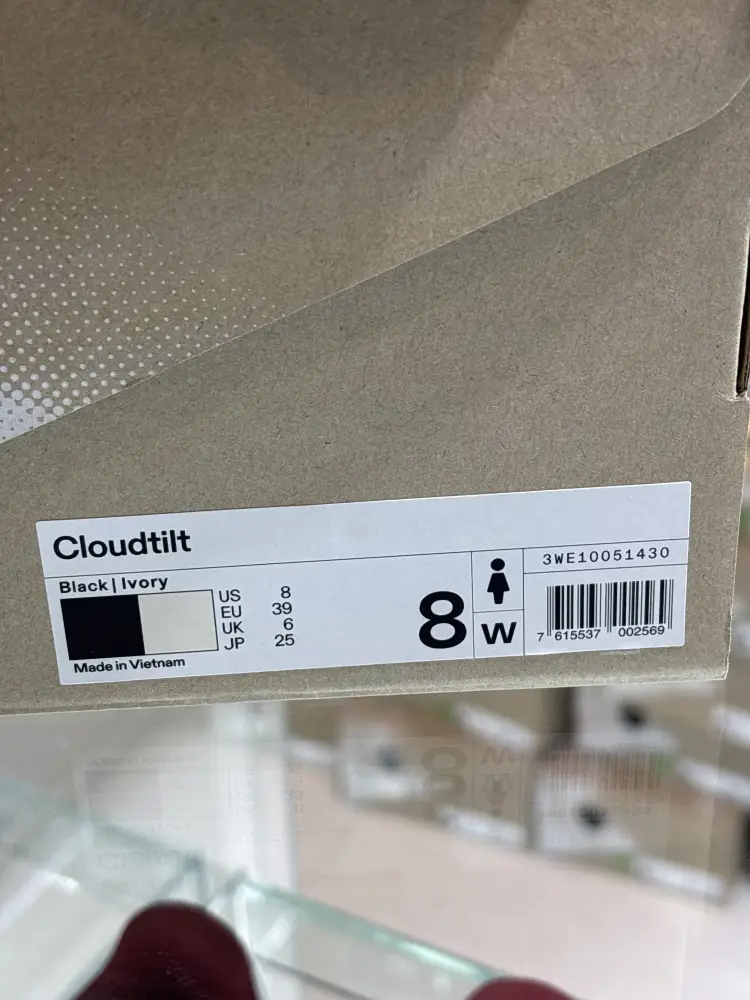 Cloudtilt
Black | Ivory
US 8
EU 39
UK 6
JP 25
Made in Vietnam
8
W
3WE10051430
7 615537 002569